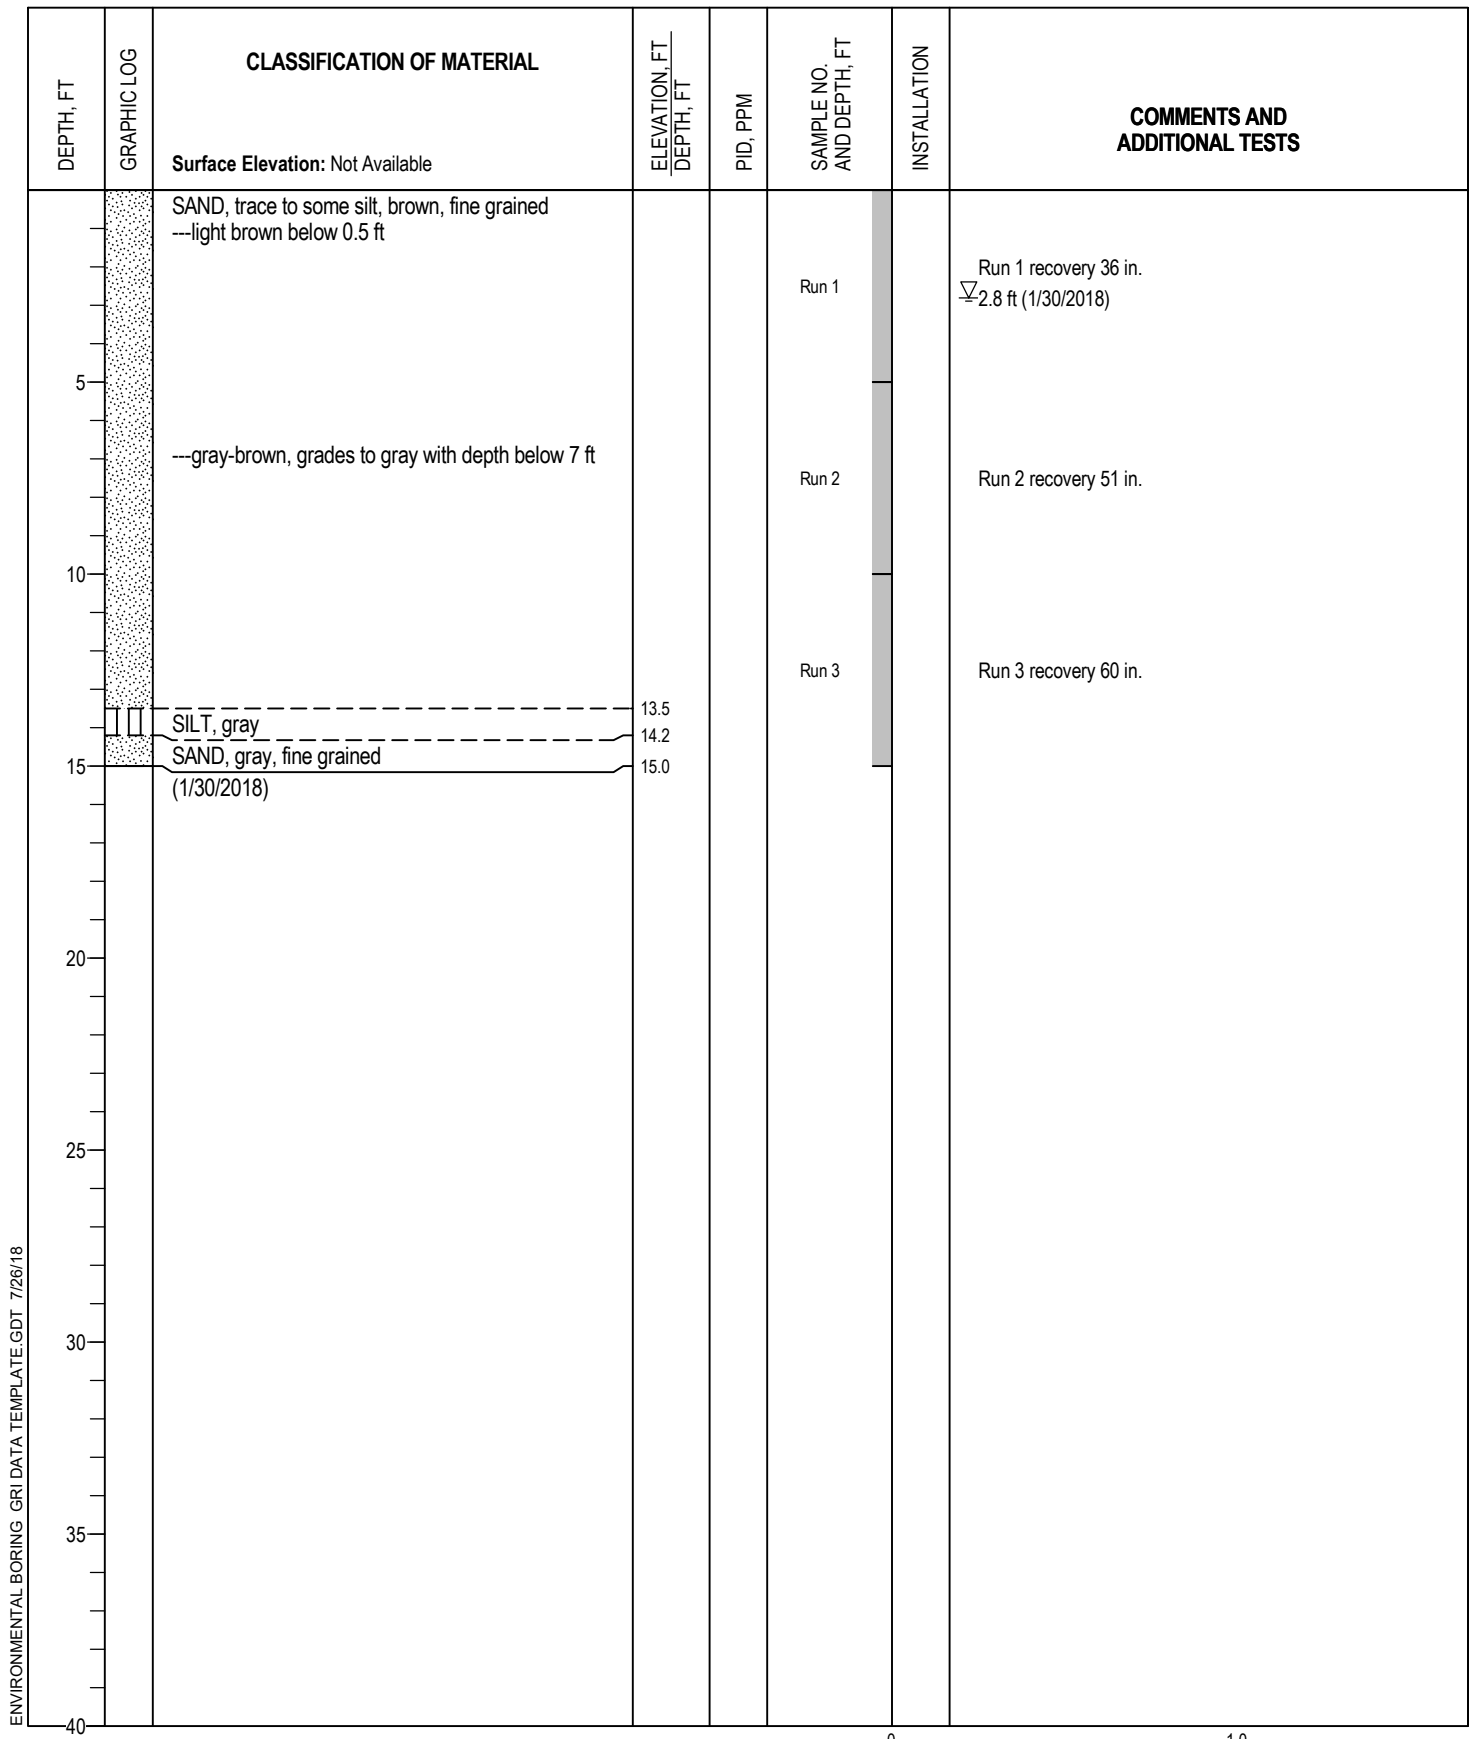 DEPTH, FT
GRAPHIC LOG
CLASSIFICATION OF MATERIAL
Surface Elevation: Not Available
ELEVATION, FT
DEPTH, FT
PID, PPM
SAMPLE NO.
AND DEPTH, FT
INSTALLATION
COMMENTS AND
ADDITIONAL TESTS
SAND, trace to some silt, brown, fine grained
---light brown below 0.5 ft
Run 1 recovery 36 in.
Run 1
2.8 ft (1/30/2018)
5
---gray-brown, grades to gray with depth below 7 ft
Run 2
Run 2 recovery 51 in.
10
Run 3
Run 3 recovery 60 in.
13.5
SILT, gray
14.2
SAND, gray, fine grained
15
15.0
(1/30/2018)
20
25
30
35
40
ENVIRONMENTAL BORING GRI DATA TEMPLATE.GDT 7/26/18